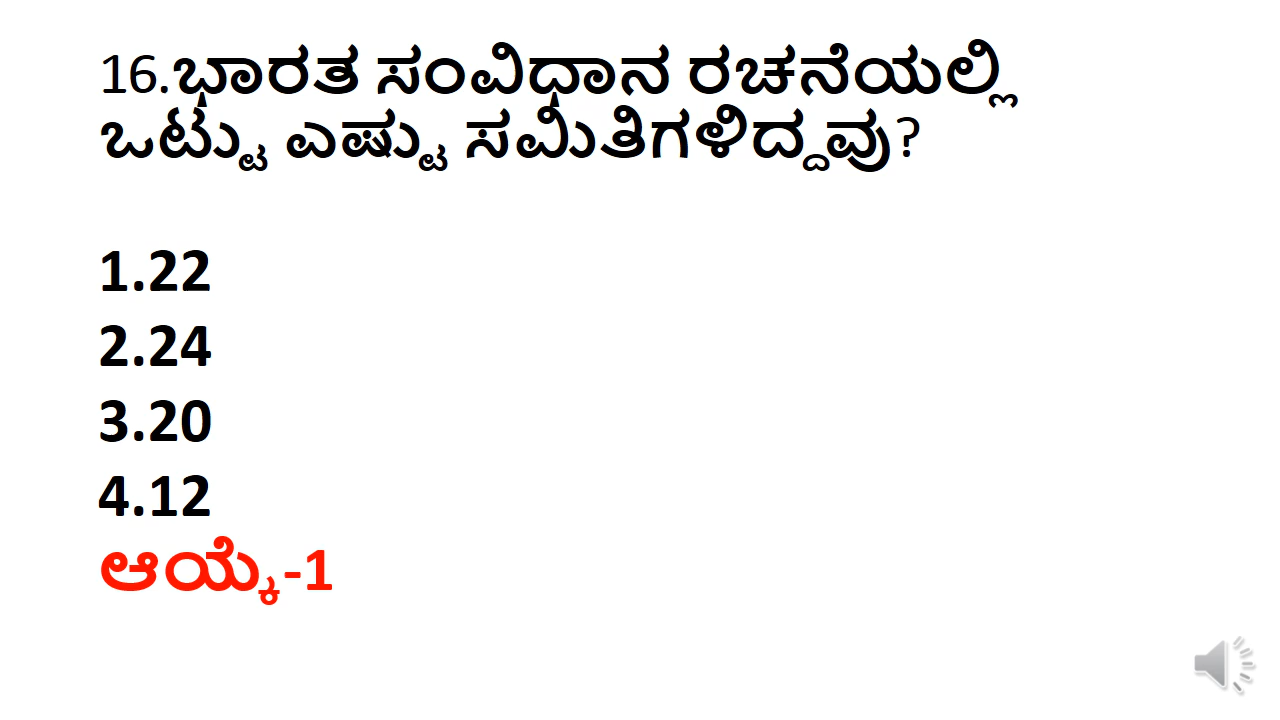 16.ಭಾರತ ಸಂವಿಧಾನ ರಚನೆಯಲ್ಲಿ
ಒಟ್ಟು ಎಷ್ಟು ಸಮಿತಿಗಳಿದ್ದವು?
1.22
2.24
3.20
4.12
ಆಯ್ಕೆ-1